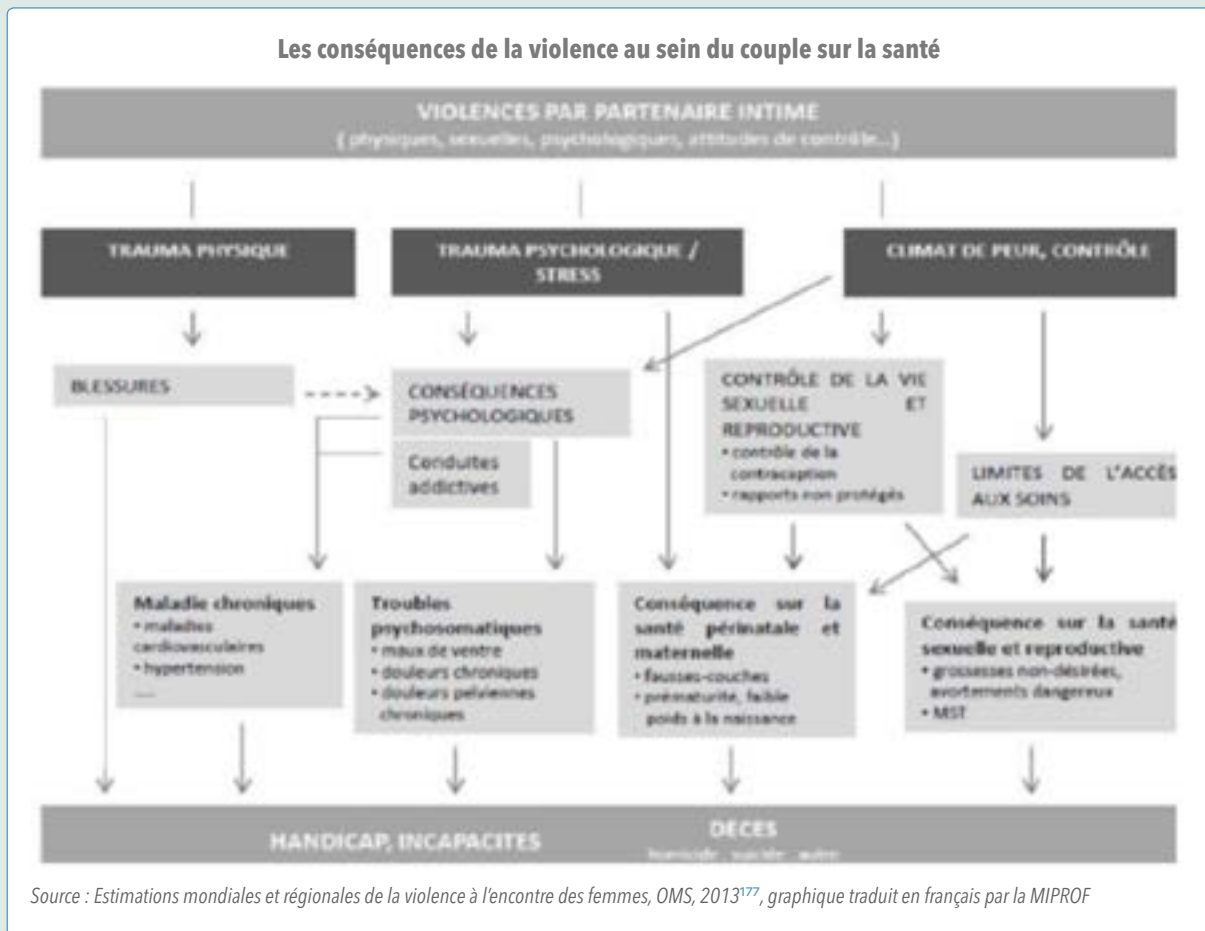 Les conséquences de la violence au sein du couple sur la santé
VIOLENCES PAR PARTENAIRE INTIME
( physiques, sexuelles, psychologiques, attitudes de contrôle...)
TRAUMA PHYSIQUE
TRAUMA PSYCHOLOGIQUE /
STRESS
CLIMAT DE PEUR, CONTRÔLE
BLESSURES
CONSÉQUENCES
PSYCHOLOGIQUES
Conduites
addictives
CONTRÔLE DE LA VIE
SEXUELLE ET
REPRODUCTIVE
• contrôle de la
contraception
• rapports non protégés
LIMITES DE L'ACCÈS
AUX SOINS
Maladie chroniques
• maladies
cardiovasculaires
• hypertension
.....
Troubles
psychosomatiques
• maux de ventre
• douleurs chroniques
• douleurs pelviennes
chroniques
Conséquence sur la
santé périnatale et
maternelle
• fausses-couches
• prématurité, faible
poids à la naissance
Conséquence sur la santé
sexuelle et reproductive
• grossesses non-désirées,
avortements dangereux
• MST
HANDICAP, INCAPACITES
DECES
homicide suicide autre
Source : Estimations mondiales et régionales de la violence à l'encontre des femmes, OMS, 2013177, graphique traduit en français par la MIPROF